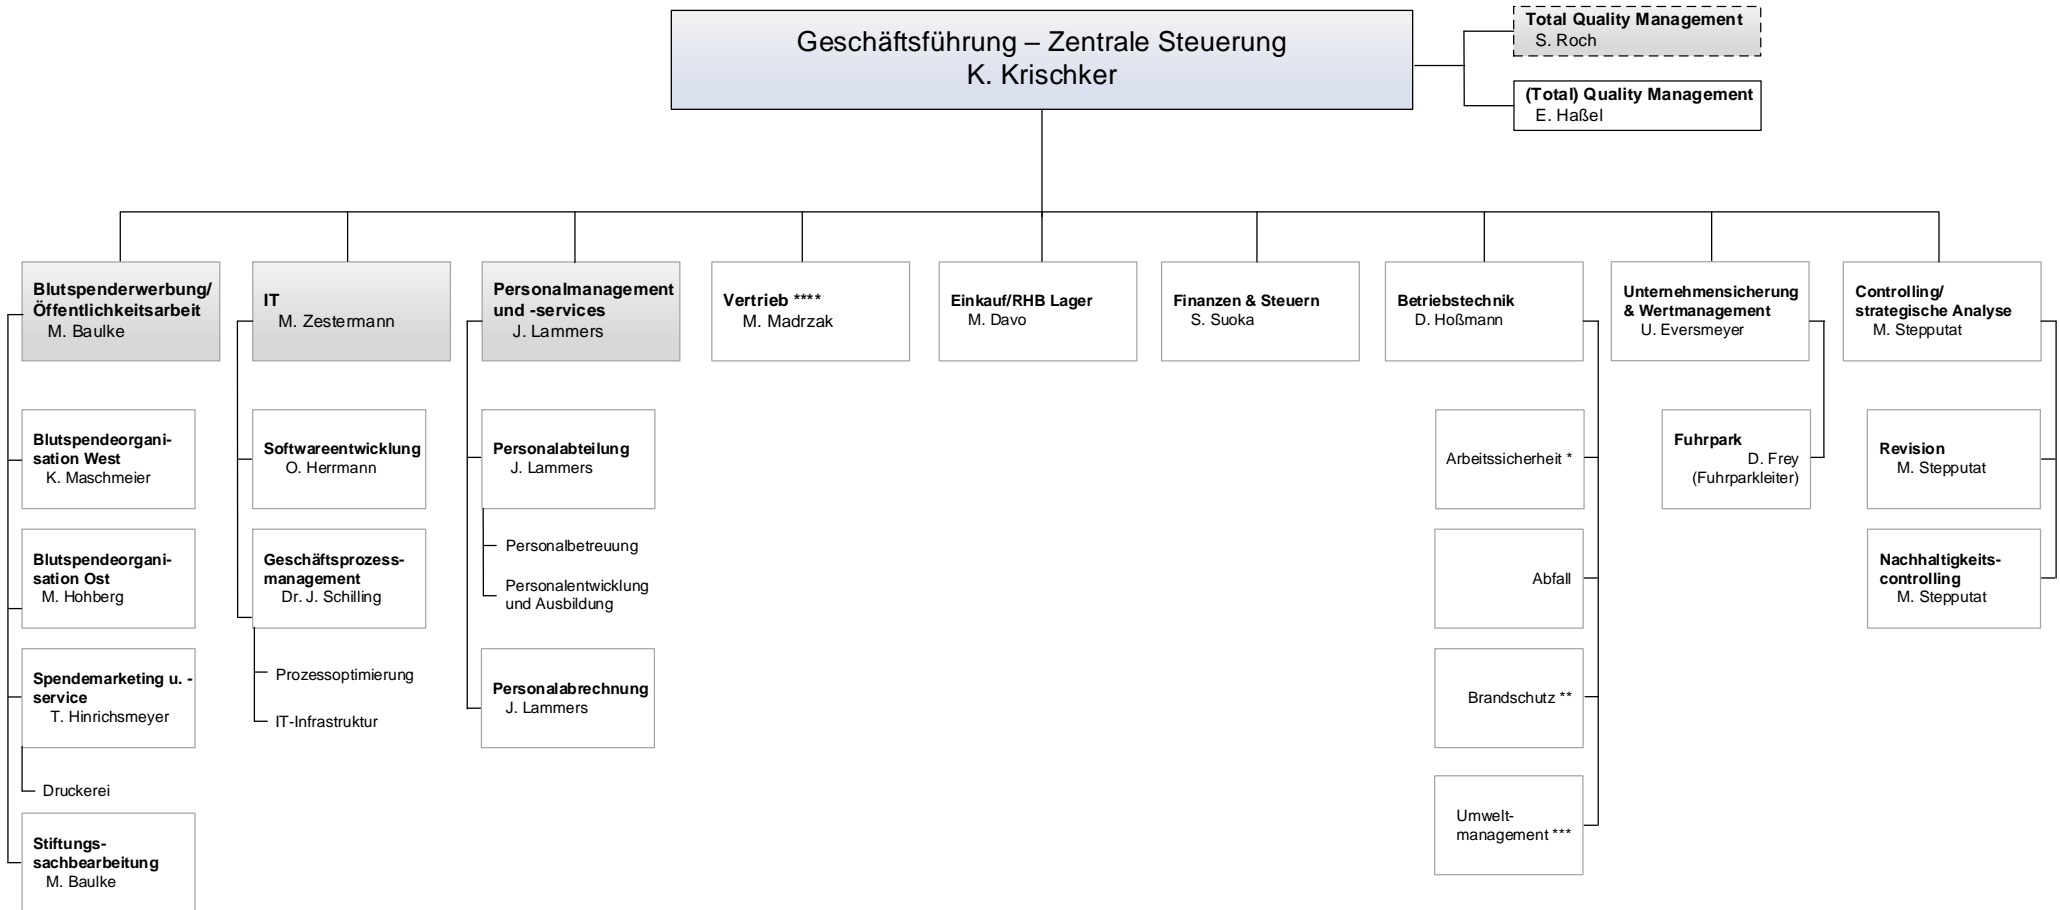 Geschäftsführung – Zentrale Steuerung
K. Krischker
Total Quality Management
S. Roch
(Total) Quality Management
E. Haßel
Blutspenderwerbung/
Öffentlichkeitsarbeit
M. Baulke
Blutspendeorgani-
sation West
K. Maschmeier
Blutspendeorgani-
sation Ost
M. Hohberg
Spendemarketing u. -
service
T. Hinrichsmeyer
Druckerei
Stiftungs-
sachbearbeitung
M. Baulke
IT
M. Zestermann
Softwareentwicklung
O. Herrmann
Geschäftsprozess-
management
Dr. J. Schilling
Prozessoptimierung
IT-Infrastruktur
Personalmanagement
und -services
J. Lammers
Personalabteilung
J. Lammers
Personalbetreuung
Personalentwicklung
und Ausbildung
Personalabrechnung
J. Lammers
Vertrieb ****
M. Madrzak
Einkauf/RHB Lager
M. Davo
Finanzen & Steuern
S. Suoka
Betriebstechnik
D. Hoßmann
Arbeitssicherheit *
Abfall
Brandschutz **
Umwelt-
management ***
Unternehmensicherung
& Wertmanagement
U. Eversmeyer
Fuhrpark
D. Frey
(Fuhrparkleiter)
Controlling/
strategische Analyse
M. Stepputat
Revision
M. Stepputat
Nachhaltigkeits-
controlling
M. Stepputat